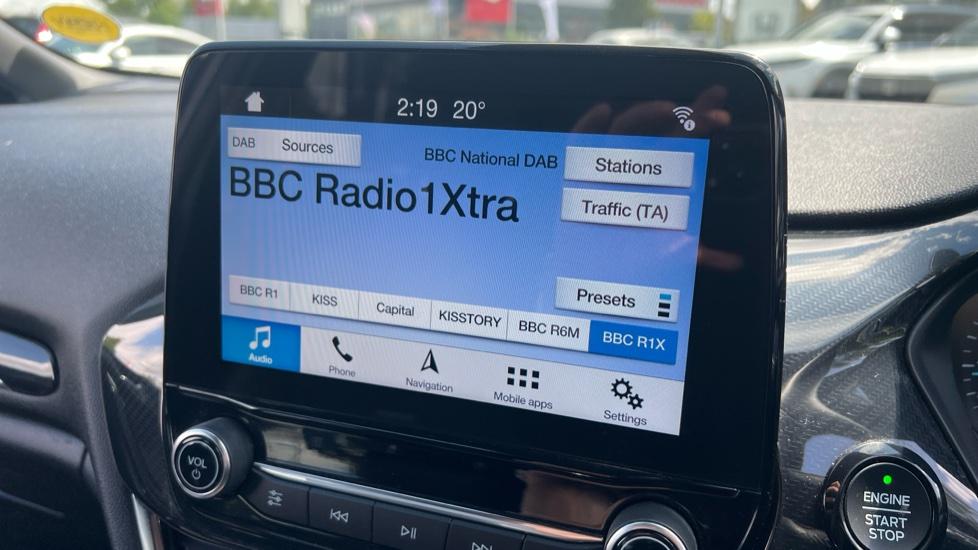 2:19 20°
DAB Sources
BBC National DAB
Stations
BBC Radio1Xtra
Traffic (TA)
Presets
BBC R1 KISS Capital KISSTORY BBC R6M BBC R1X
Audio Phone Navigation Mobile apps Settings
VOL
ENGINE
START
STOP